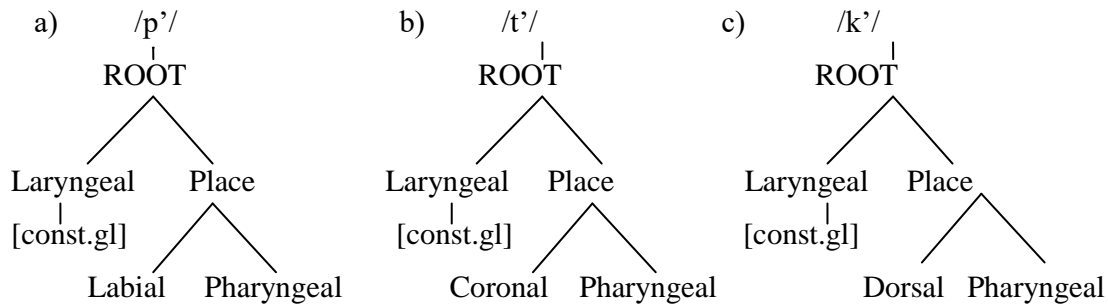 a) /p’/ b) /t’/ c) /k’/
ROOT ROOT ROOT
Laryngeal Place Laryngeal Place Laryngeal Place
[const.gl] [const.gl] [const.gl]
Labial Pharyngeal Coronal Pharyngeal Dorsal Pharyngeal